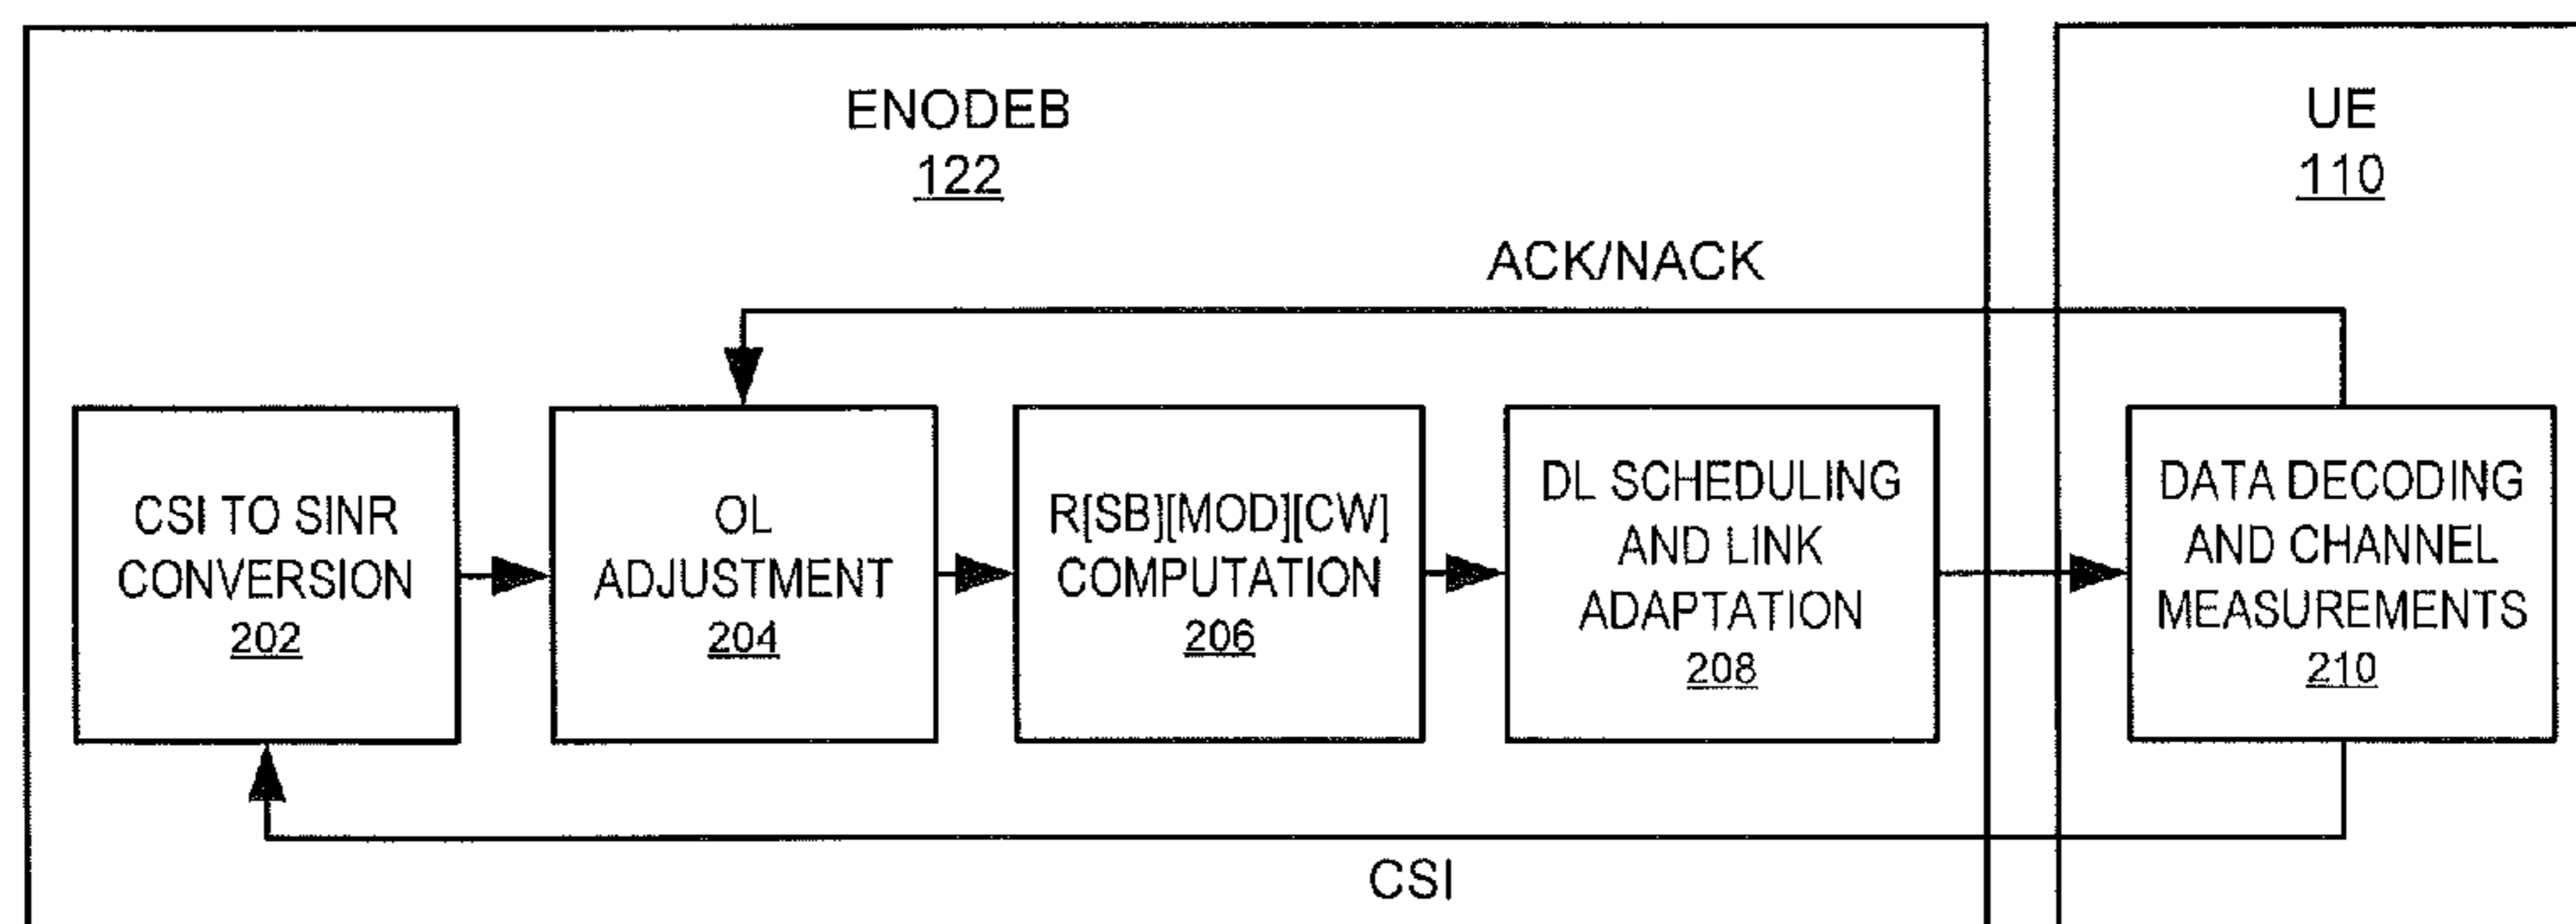 ENODEB
122
UE
110
ACK/NACK
CSI TO SINR
CONVERSION
202
OL
ADJUSTMENT
204
R[SB][MOD][CW]
COMPUTATION
206
DL SCHEDULING
AND LINK
ADAPTATION
208
DATA DECODING
AND CHANNEL
MEASUREMENTS
210
CSI